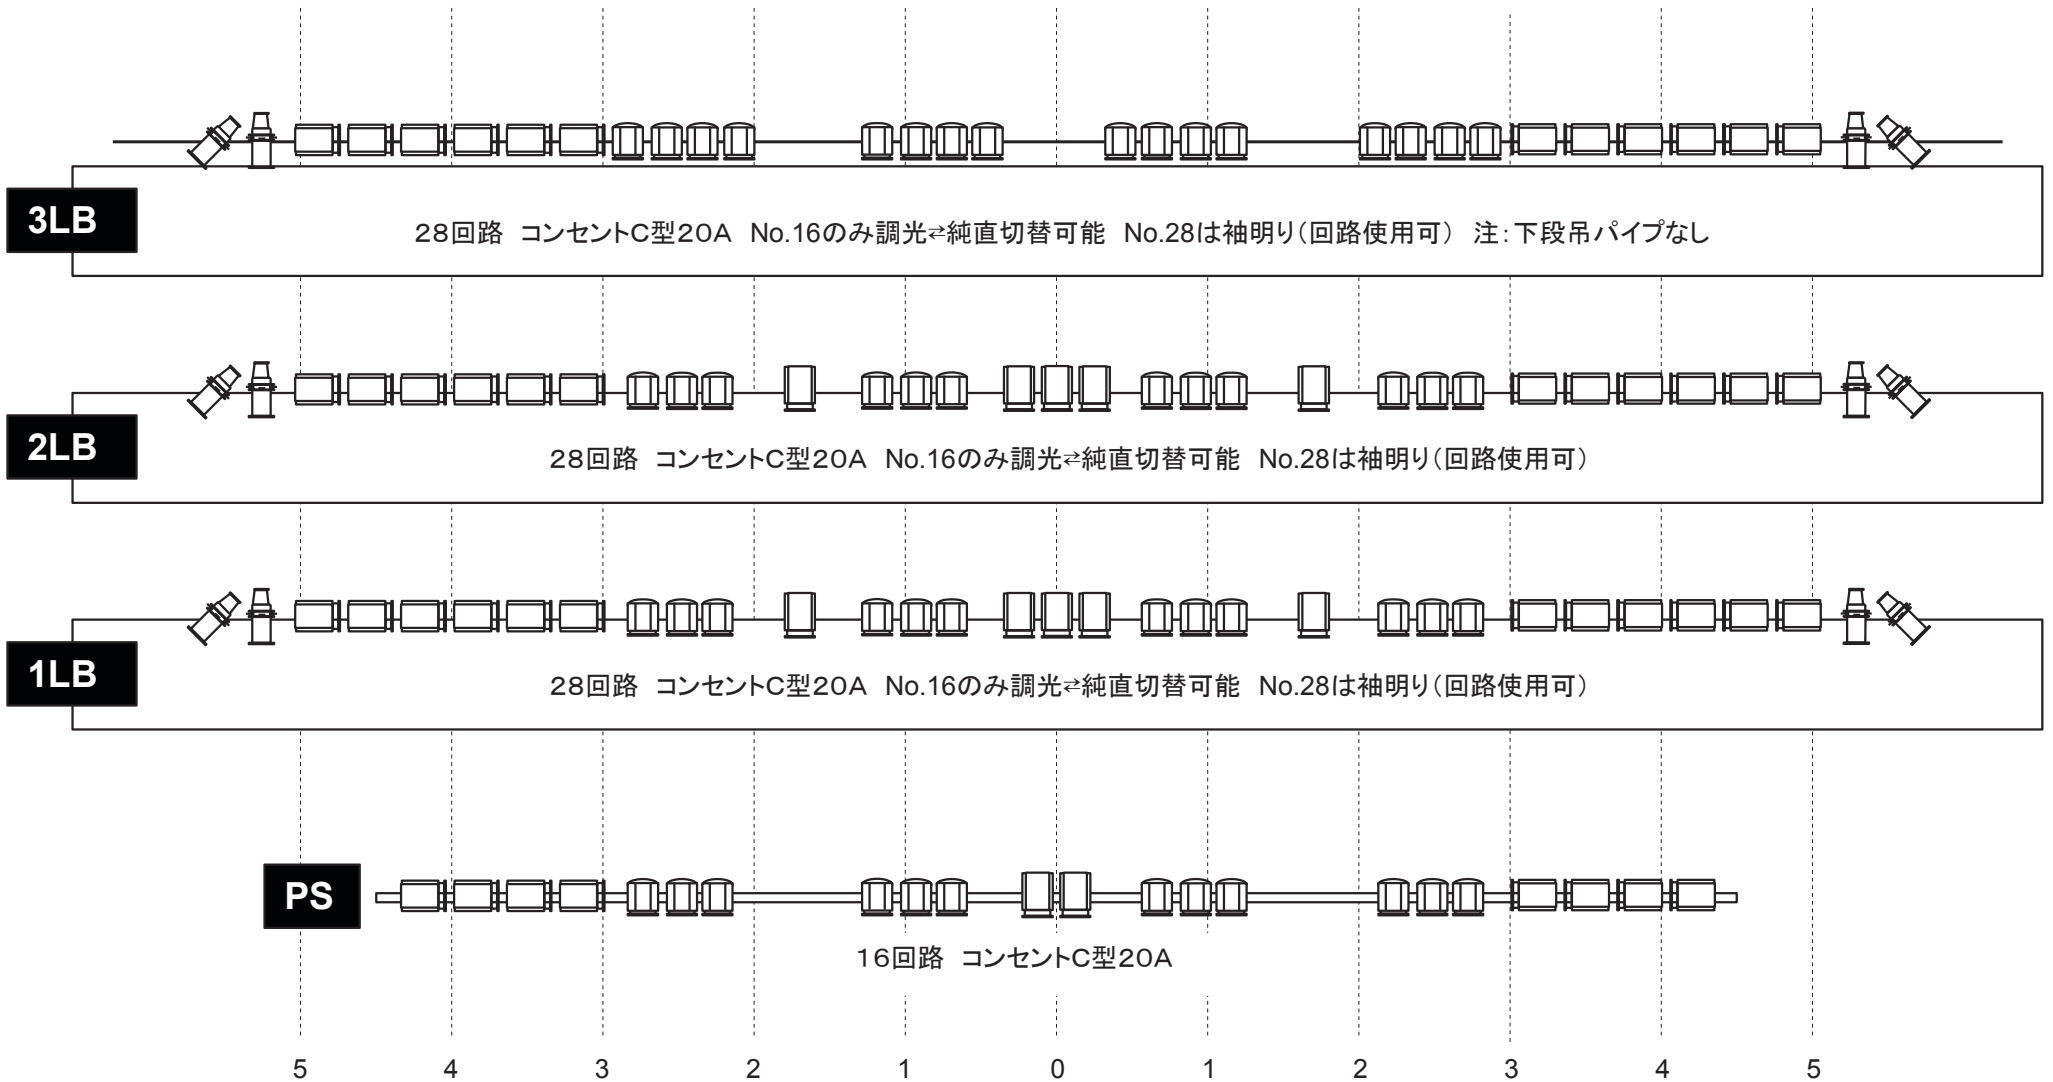 3LB
28回路 コンセントC型20A No.16のみ調光⇄純直切替可能 No.28は袖明り（回路使用可） 注：下段吊パイプなし
2LB
28回路 コンセントC型20A No.16のみ調光⇄純直切替可能 No.28は袖明り（回路使用可）
1LB
28回路 コンセントC型20A No.16のみ調光⇄純直切替可能 No.28は袖明り（回路使用可）
PS
16回路 コンセントC型20A
5 4 3 2 1 0 1 2 3 4 5